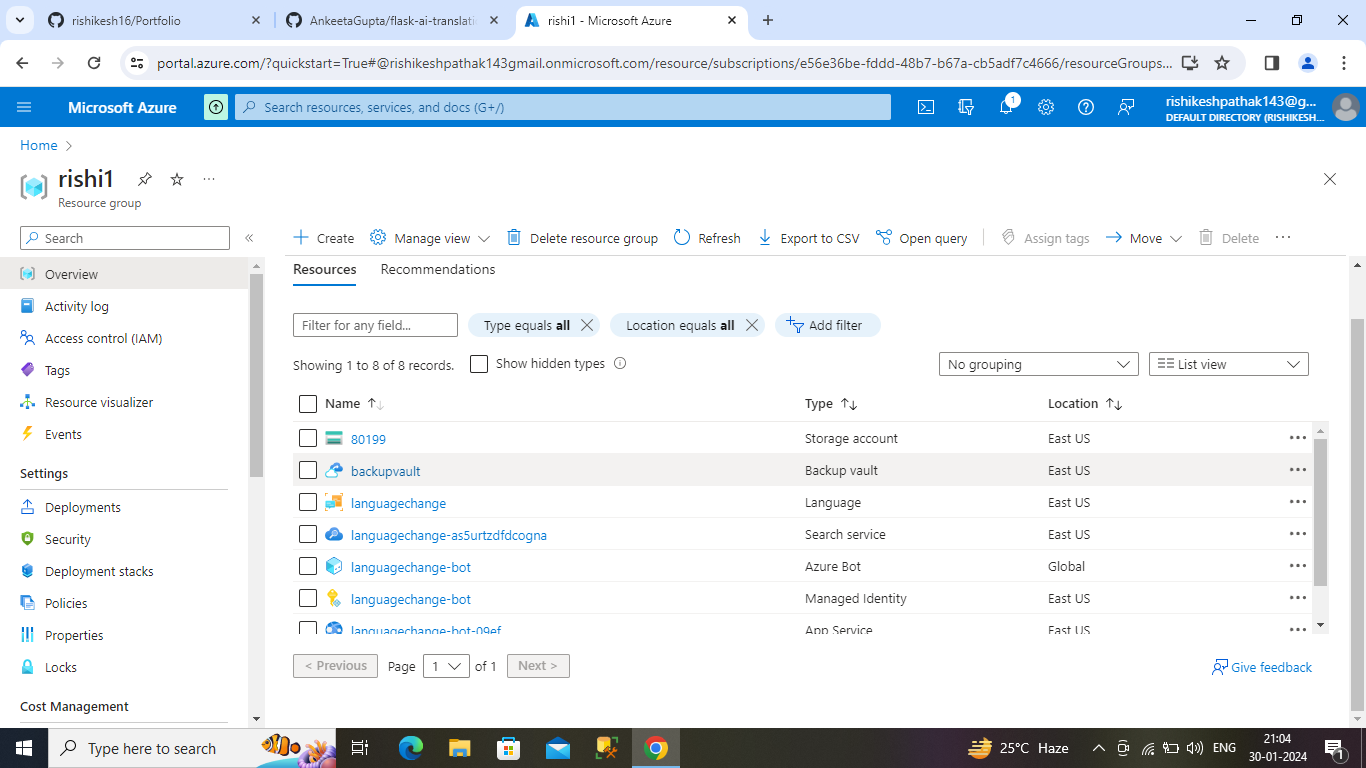 rishikesh16/Portfolio
AnkeetaGupta/flask-ai-translati
rishi1 - Microsoft Azure
portal.azure.com/?quickstart=True#@rishikeshpathak143gmail.onmicrosoft.com/resource/subscriptions/e56e36be-fddd-48b7-b67a-cb5adf7c4666/resourceGroups...
Microsoft Azure
Search resources, services, and docs (G+/)
1
rishikeshpathak143@g...
DEFAULT DIRECTORY (RISHIKESH...
Home
rishi1
Resource group
Search
Create
Manage view
Delete resource group
Refresh
Export to CSV
Open query
Assign tags
Move
Delete
Overview
Activity log
Access control (IAM)
Tags
Resource visualizer
Events
Settings
Deployments
Security
Deployment stacks
Policies
Properties
Locks
Cost Management
Resources Recommendations
Filter for any field...
Type equals all
Location equals all
Add filter
Showing 1 to 8 of 8 records.
Show hidden types
No grouping
List view
Name Type Location
80199 Storage account East US
backupvault Backup vault East US
languagechange Language East US
languagechange-as5urtzdfdcogna Search service East US
languagechange-bot Azure Bot Global
languagechange-bot Managed Identity East US
languagechange-bot-09ef App Service East US
< Previous Page 1 of 1 Next >
Give feedback
Type here to search
25°C Haze
ENG
21:04
30-01-2024
1